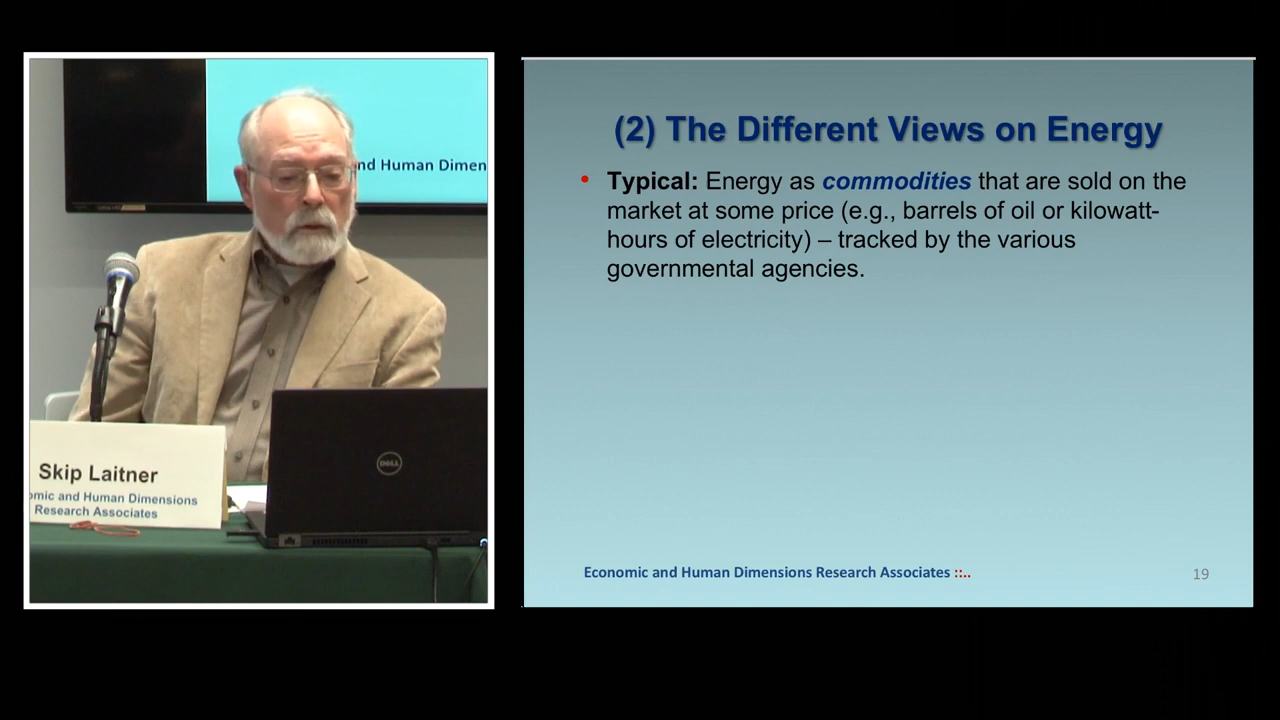 nd Human Dimen
DELL
Skip Laitner
omic and Human Dimensions
Research Associates
(2) The Different Views on Energy
• Typical: Energy as commodities that are sold on the
market at some price (e.g., barrels of oil or kilowatt-
hours of electricity) – tracked by the various
governmental agencies.
Economic and Human Dimensions Research Associates ::..
19